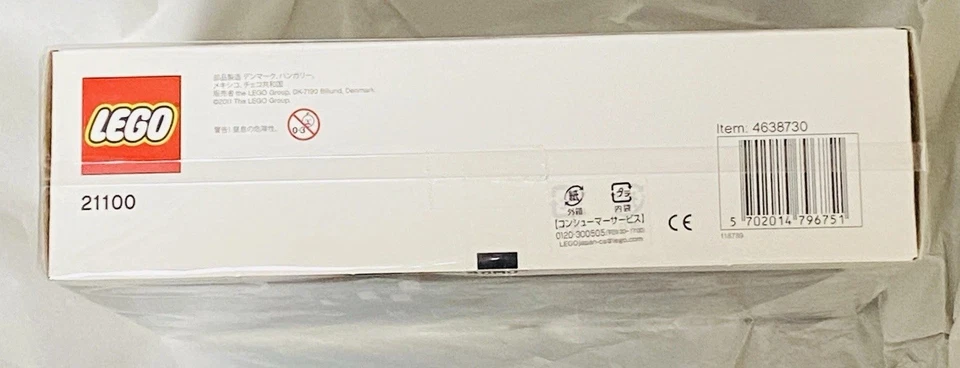 LEGO
21100
部品製造 デンマーク, ハンガリー,
メキシコ, チェコ共和国
販売者 the LEGO Group, DK-7190 Billund, Denmark.
©2011 The LEGO Group.
警告! 窒息の危険性。
0-3
Item: 4638730
5 702014 796751
118789
紙
外箱
プラ
内袋
【コンシューマーサービス】
0120-300505
LEGOjapan-cs@lego.com
CE